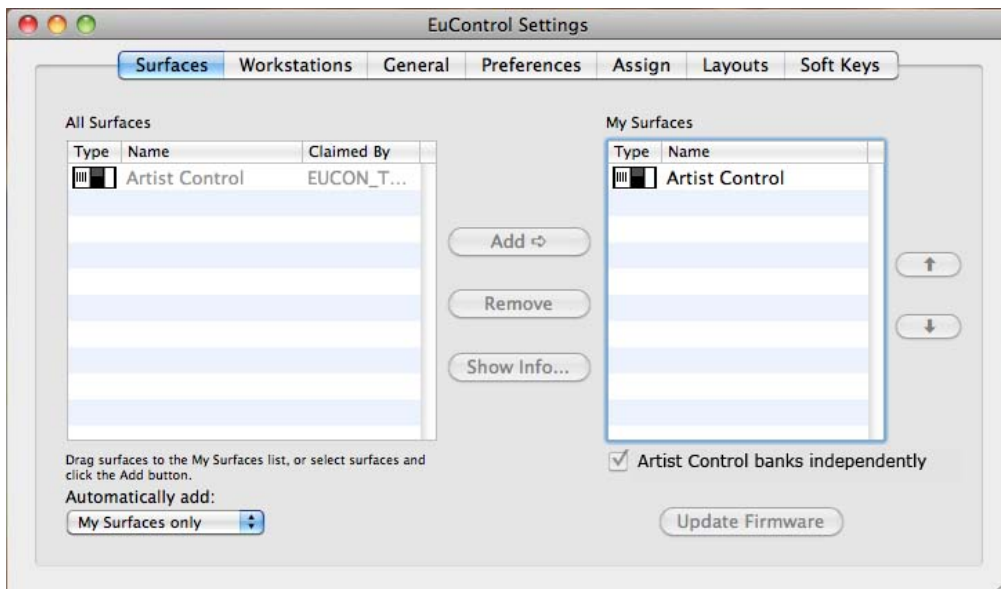 EuControl Settings
Surfaces Workstations General Preferences Assign Layouts Soft Keys
All Surfaces
Type Name Claimed By
Artist Control EUCON_T...
Drag surfaces to the My Surfaces list, or select surfaces and
click the Add button.
Automatically add:
My Surfaces only
Add ➪
Remove
Show Info...
My Surfaces
Type Name
Artist Control
Artist Control banks independently
Update Firmware